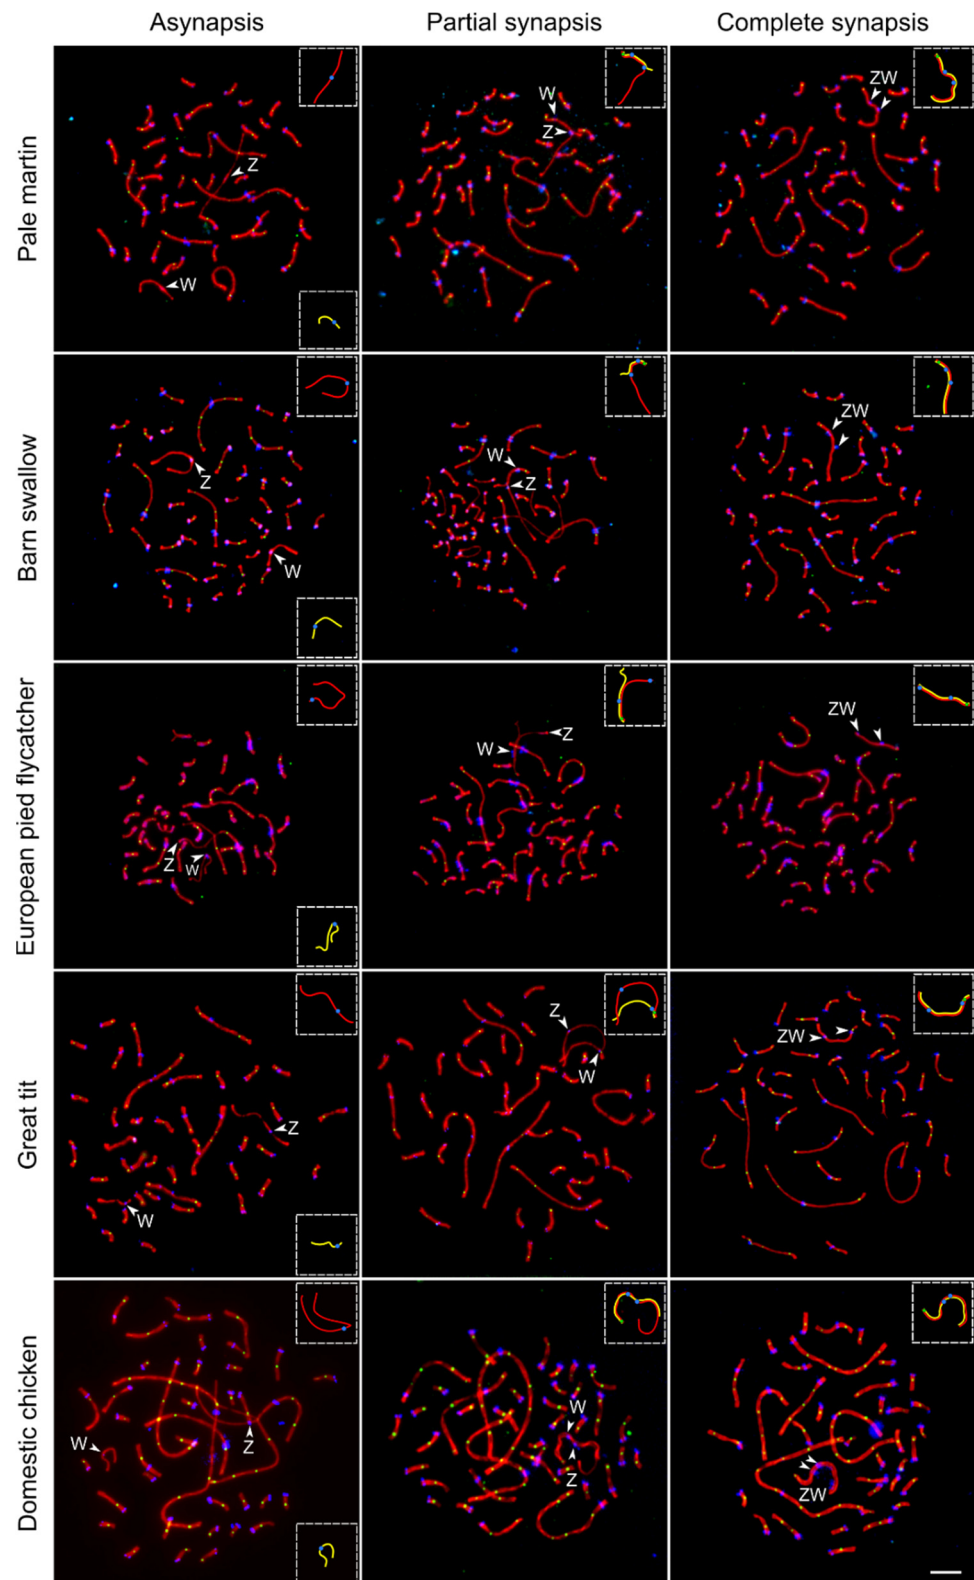 Asynapsis Partial synapsis Complete synapsis
Pale martin
Z
W
W
Z
ZW
Barn swallow
Z
W
W
Z
ZW
European pied flycatcher
Z
W
W
Z
ZW
Great tit
Z
W
Z
W
ZW
Domestic chicken
W
Z
W
Z
ZW